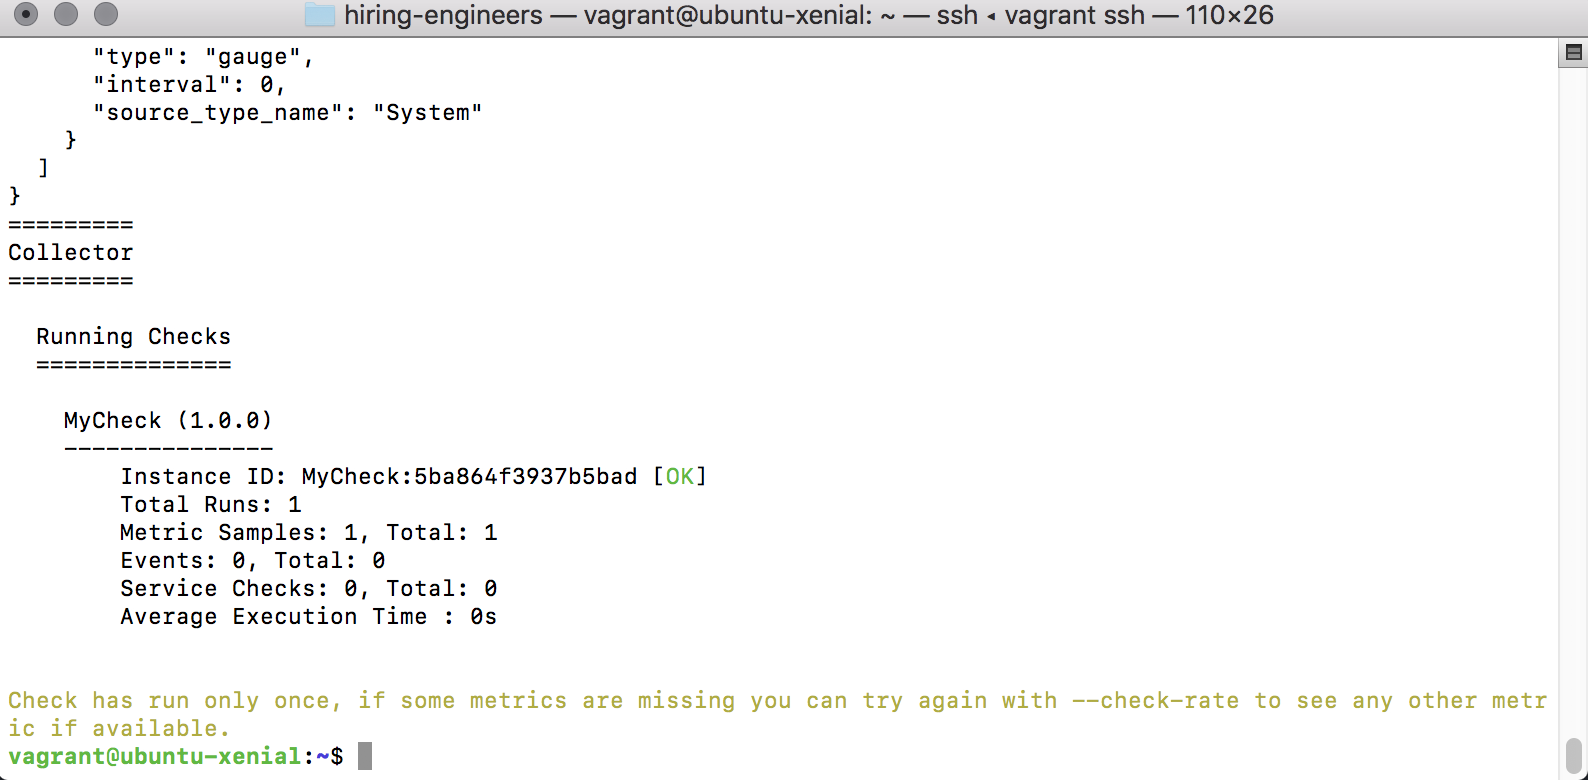 hiring-engineers — vagrant@ubuntu-xenial: ~ — ssh ◂ vagrant ssh — 110×26
"type": "gauge",
"interval": 0,
"source_type_name": "System"
}
]
}
=========
Collector
=========
Running Checks
==============
MyCheck (1.0.0)
---------------
Instance ID: MyCheck:5ba864f3937b5bad [OK]
Total Runs: 1
Metric Samples: 1, Total: 1
Events: 0, Total: 0
Service Checks: 0, Total: 0
Average Execution Time : 0s
Check has run only once, if some metrics are missing you can try again with --check-rate to see any other metr
ic if available.
vagrant@ubuntu-xenial:~$